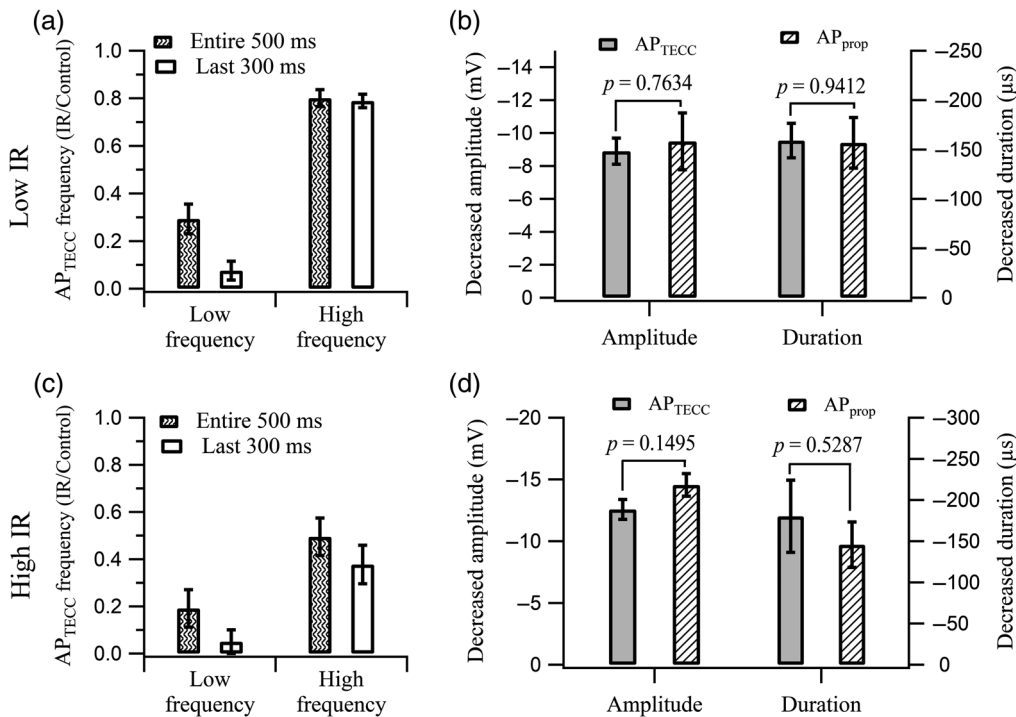 (a)
Entire 500 ms
Last 300 ms
Low IR
AP_TECC frequency (IR/Control)
1.0
0.8
0.6
0.4
0.2
0.0
Low
frequency
High
frequency
(b)
AP_TECC
AP_prop
p = 0.7634
p = 0.9412
Decreased amplitude (mV)
–14
–12
–10
–8
–6
–4
–2
0
–250
–200
–150
–100
–50
0
Decreased duration (μs)
Amplitude
Duration
(c)
Entire 500 ms
Last 300 ms
High IR
AP_TECC frequency (IR/Control)
1.0
0.8
0.6
0.4
0.2
0.0
Low
frequency
High
frequency
(d)
AP_TECC
AP_prop
p = 0.1495
p = 0.5287
Decreased amplitude (mV)
–20
–15
–10
–5
0
–300
–250
–200
–150
–100
–50
0
Decreased duration (μs)
Amplitude
Duration